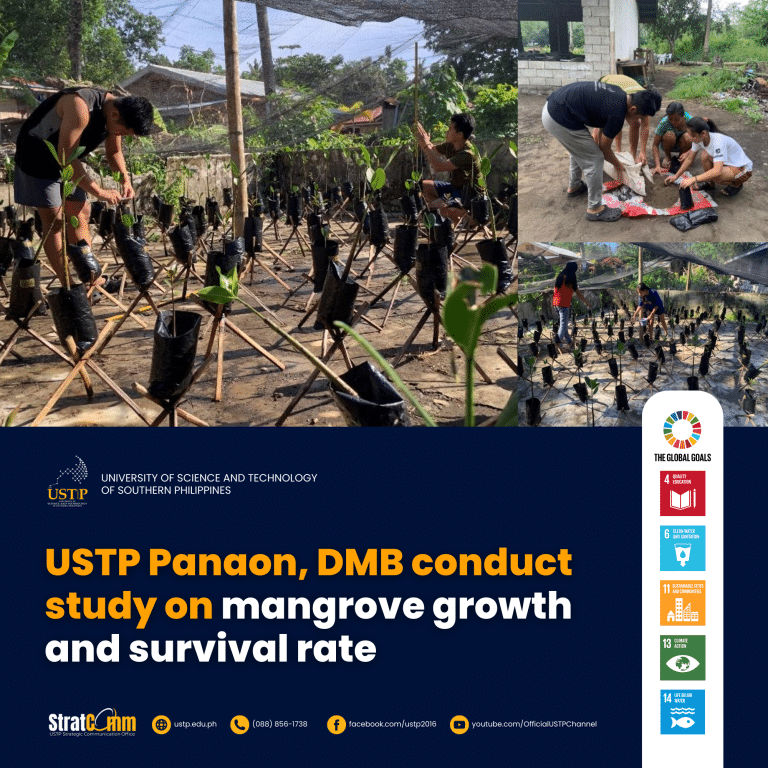 UNIVERSITY OF SCIENCE AND TECHNOLOGY
OF SOUTHERN PHILIPPINES
USTP
USTP Panaon, DMB conduct
study on mangrove growth
and survival rate
StratComm
USTP Strategic Communication Office
ustp.edu.ph
(088) 856-1738
facebook.com/ustp2016
youtube.com/OfficialUSTPChannel
THE GLOBAL GOALS
4 QUALITY
EDUCATION
6 CLEAN WATER
AND SANITATION
11 SUSTAINABLE CITIES
AND COMMUNITIES
13 CLIMATE
ACTION
14 LIFE BELOW
WATER